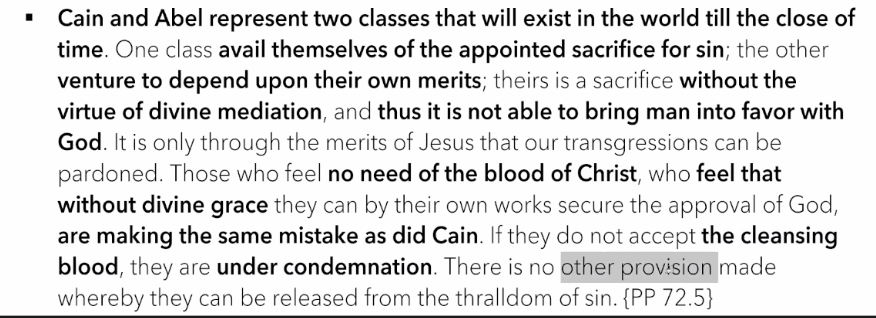 ▪ Cain and Abel represent two classes that will exist in the world till the close of
time. One class avail themselves of the appointed sacrifice for sin; the other
venture to depend upon their own merits; theirs is a sacrifice without the
virtue of divine mediation, and thus it is not able to bring man into favor with
God. It is only through the merits of Jesus that our transgressions can be
pardoned. Those who feel no need of the blood of Christ, who feel that
without divine grace they can by their own works secure the approval of God,
are making the same mistake as did Cain. If they do not accept the cleansing
blood, they are under condemnation. There is no other provision made
whereby they can be released from the thralldom of sin. {PP 72.5}